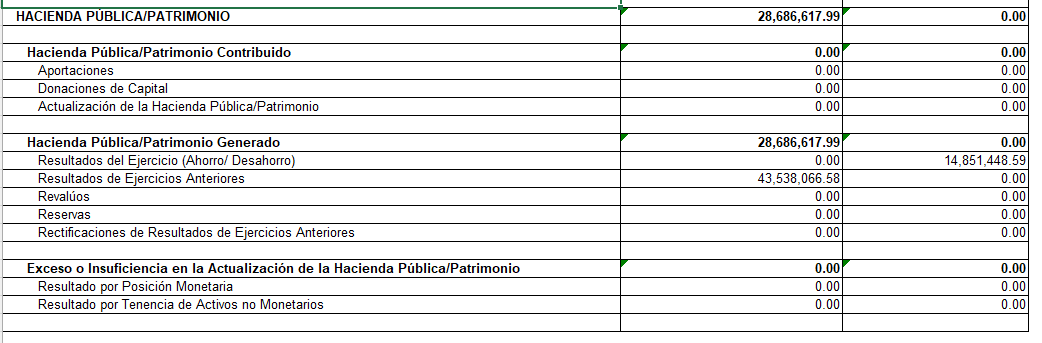 HACIENDA PÚBLICA/PATRIMONIO 28,686,617.99 0.00
Hacienda Pública/Patrimonio Contribuido 0.00 0.00
Aportaciones 0.00 0.00
Donaciones de Capital 0.00 0.00
Actualización de la Hacienda Pública/Patrimonio 0.00 0.00
Hacienda Pública/Patrimonio Generado 28,686,617.99 0.00
Resultados del Ejercicio (Ahorro/ Desahorro) 0.00 14,851,448.59
Resultados de Ejercicios Anteriores 43,538,066.58 0.00
Revalúos 0.00 0.00
Reservas 0.00 0.00
Rectificaciones de Resultados de Ejercicios Anteriores 0.00 0.00
Exceso o Insuficiencia en la Actualización de la Hacienda Pública/Patrimonio 0.00 0.00
Resultado por Posición Monetaria 0.00 0.00
Resultado por Tenencia de Activos no Monetarios 0.00 0.00